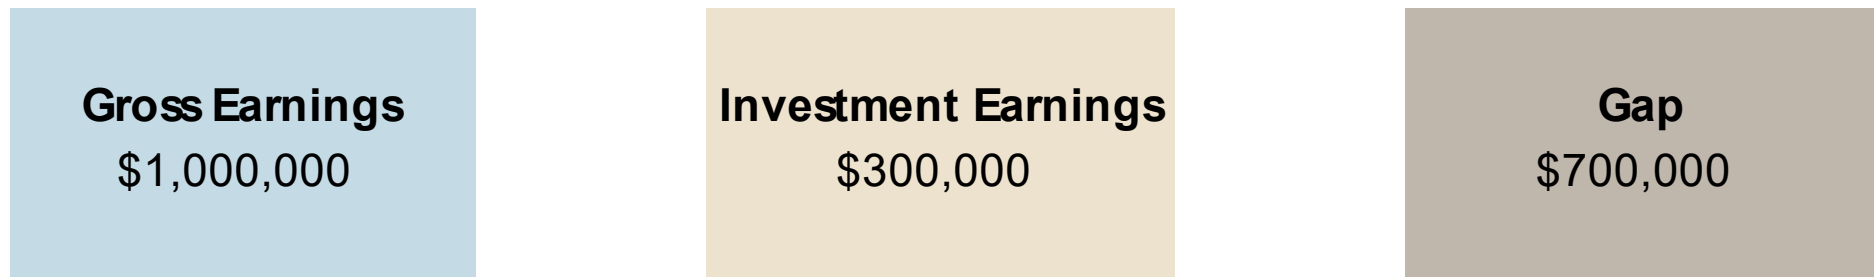 Gross Earnings
$1,000,000
Investment Earnings
$300,000
Gap
$700,000